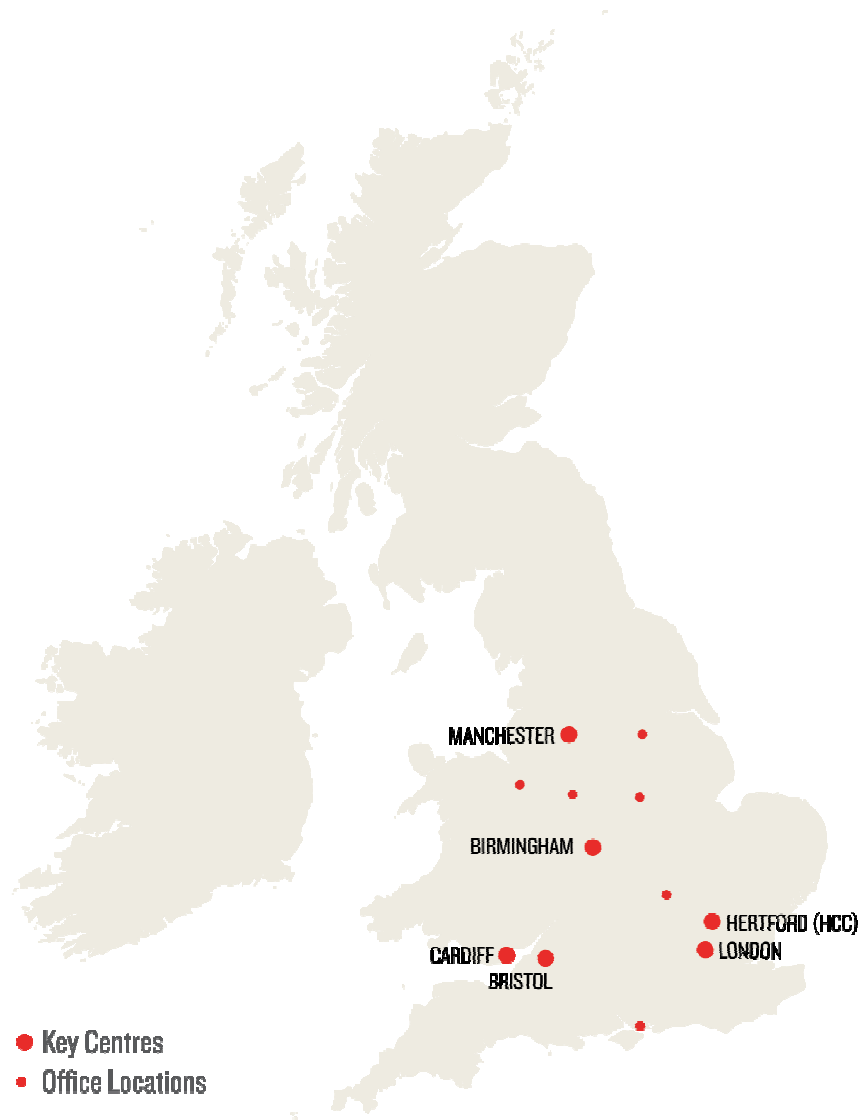 MANCHESTER
BIRMINGHAM
HERTFORD (HCC)
LONDON
CARDIFF
BRISTOL
Key Centres
Office Locations